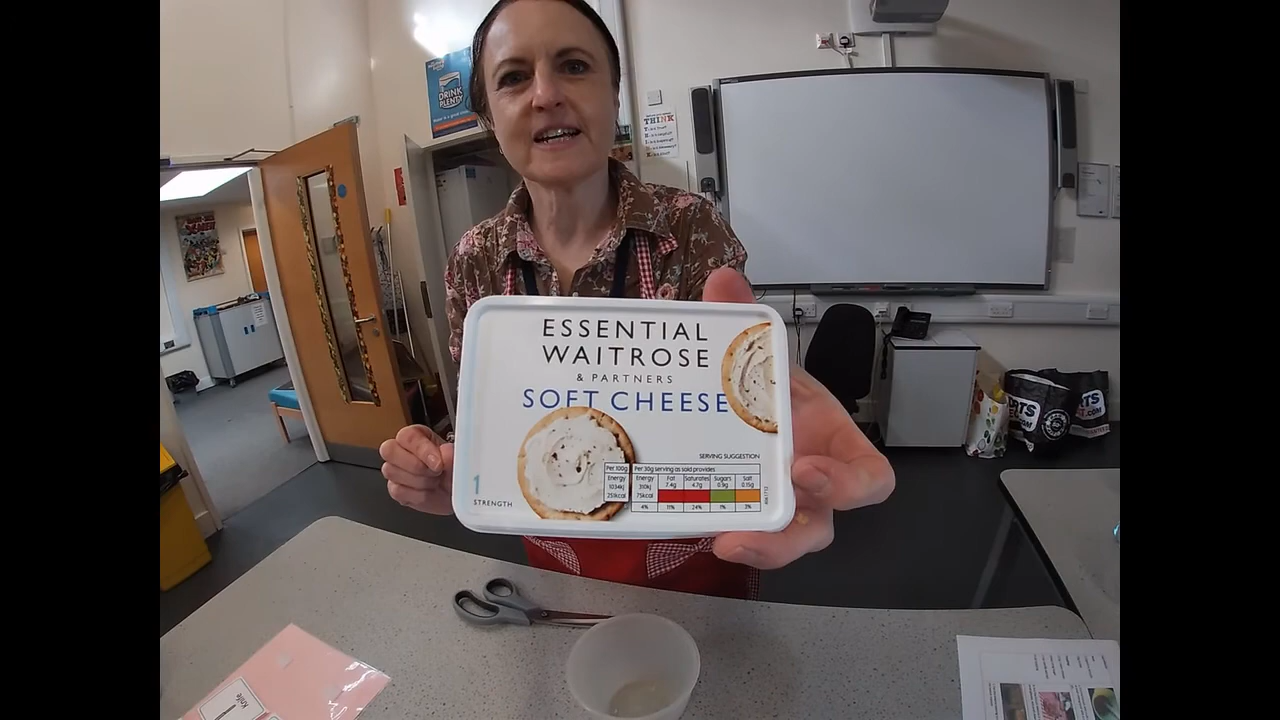 DRINK
PLENTY
THINK
ESSENTIAL
WAITROSE
& PARTNERS
SOFT CHEESE
SERVING SUGGESTION
Per 100g
Energy
1034kJ
251kcal
Per 30g serving as sold provides
Energy Fat Saturates Sugars Salt
310kJ 7.4g 4.7g 0.9g 0.15g
75kcal
4% 11% 24% 1% 3%
1
STRENGTH
Knife